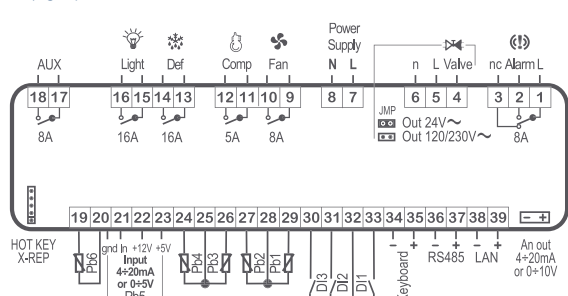 Power
Supply
AUX Light Def Comp Fan N L n L Valve nc Alarm L
18 17 16 15 14 13 12 11 10 9 8 7 6 5 4 3 2 1
8A 16A 16A 5A 8A 8A
JMP
Out 24V~
Out 120/230V~
19 20 21 22 23 24 25 26 27 28 29 30 31 32 33 34 35 36 37 38 39 - +
HOT KEY
X-REP
Pb6
gnd In +12V +5V
Input
4÷20mA
or 0÷5V
Pb5
Pb4 Pb3 Pb2 Pb1
DI3 DI2 DI1
- + - + - +
Keyboard
RS485 LAN
An out
4÷20mA
or 0÷10V